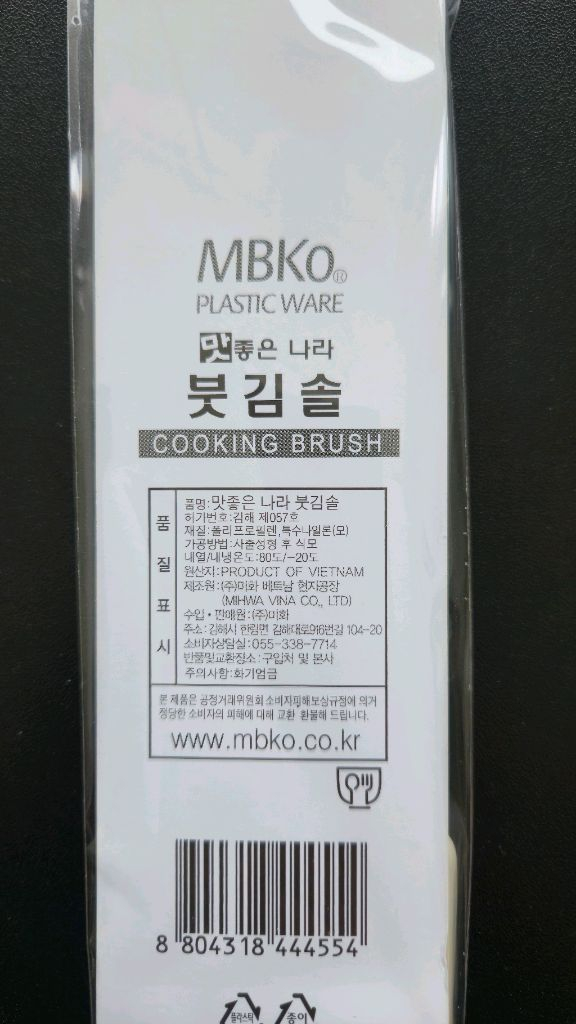 MBKO®
PLASTIC WARE
맛좋은 나라
붓김솔
COOKING BRUSH
품질표시
품명:맛좋은 나라 붓김솔
허가번호:김해 제057호
재질:폴리프로필렌,특수나일론(모)
가공방법:사출성형 후 식모
내열/내냉온도:80도/-20도
원산지:PRODUCT OF VIETNAM
제조원:(주)미화 베트남 현지공장
(MIHWA VINA CO., LTD)
수입·판매원:(주)미화
주소:김해시 한림면 김해대로916번길 104-20
소비자상담실:055-338-7714
반품및교환장소:구입처 및 본사
주의사항:화기엄금
본 제품은 공정거래위원회 소비자피해보상규정에 의거
정당한 소비자의 피해에 대해 교환 환불해 드립니다.
www.mbko.co.kr
8 804318 444554
플라스틱 종이